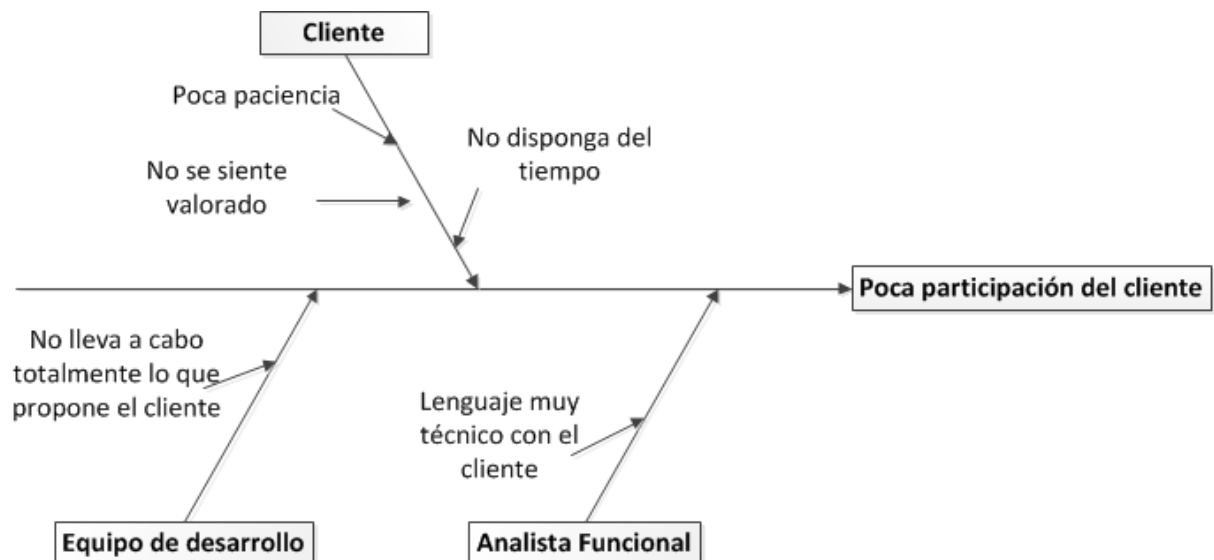 Cliente
Poca paciencia
No disponga del
tiempo
No se siente
valorado
Poca participación del cliente
No lleva a cabo
totalmente lo que
propone el cliente
Lenguaje muy
técnico con el
cliente
Equipo de desarrollo
Analista Funcional